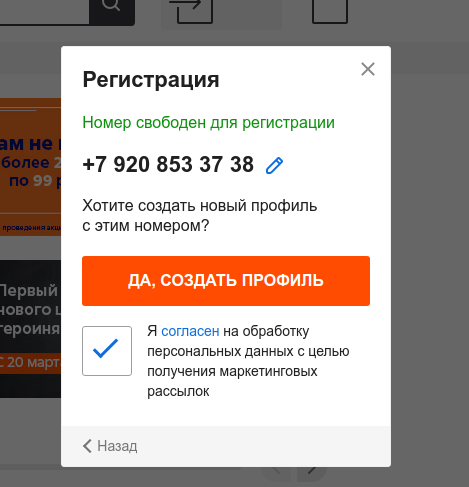 Регистрация
Номер свободен для регистрации
+7 920 853 37 38
Хотите создать новый профиль
с этим номером?
ДА, СОЗДАТЬ ПРОФИЛЬ
Я согласен на обработку
персональных данных с целью
получения маркетинговых
рассылок
Назад
ам не
более 2
по 99
проведения акци
Первый
нового
героиня
С 20 март